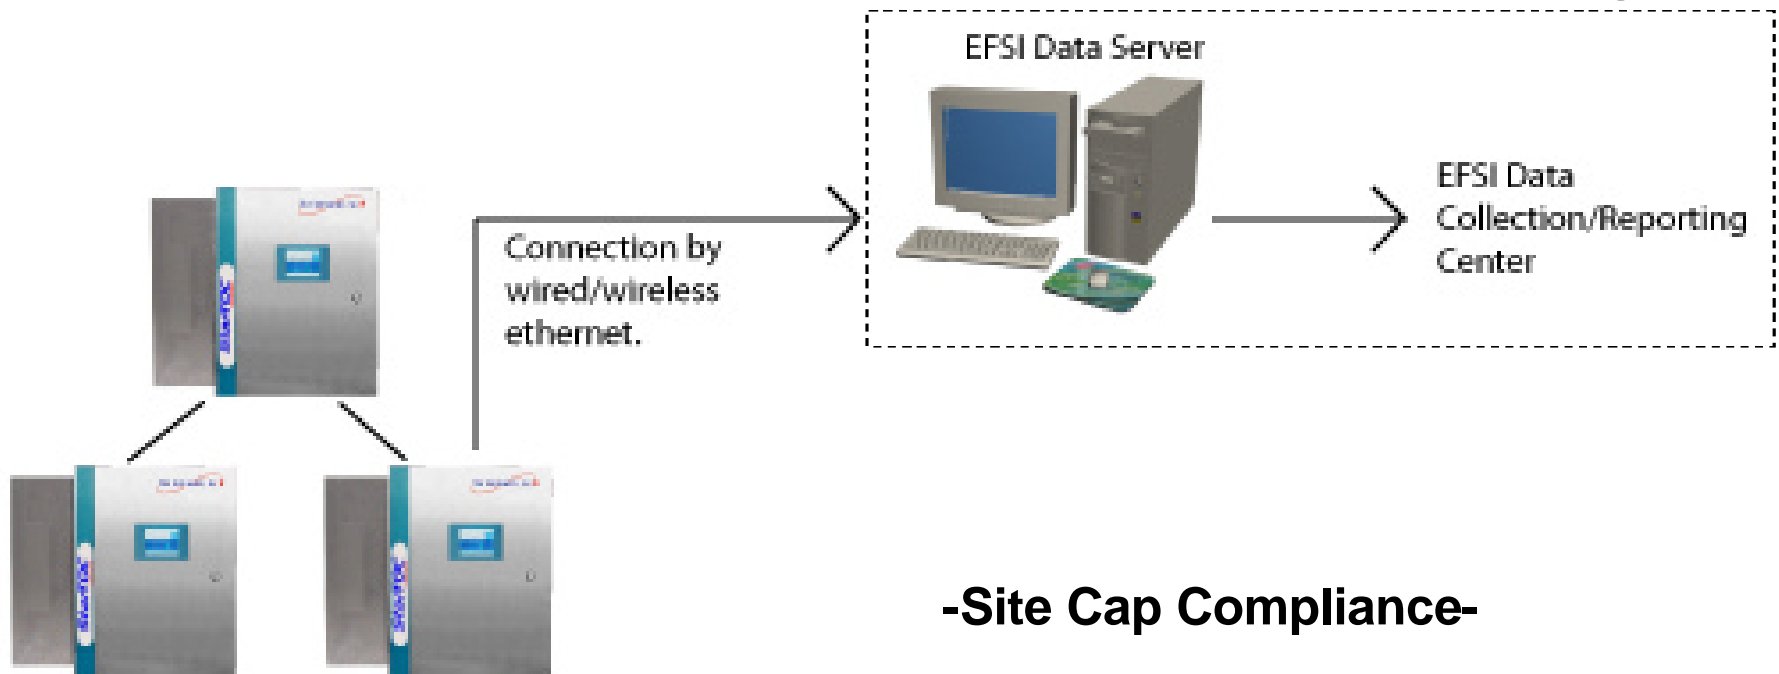 EFSI Data Server
EFSI Data
Collection/Reporting
Center
Connection by
wired/wireless
ethernet.
-Site Cap Compliance-